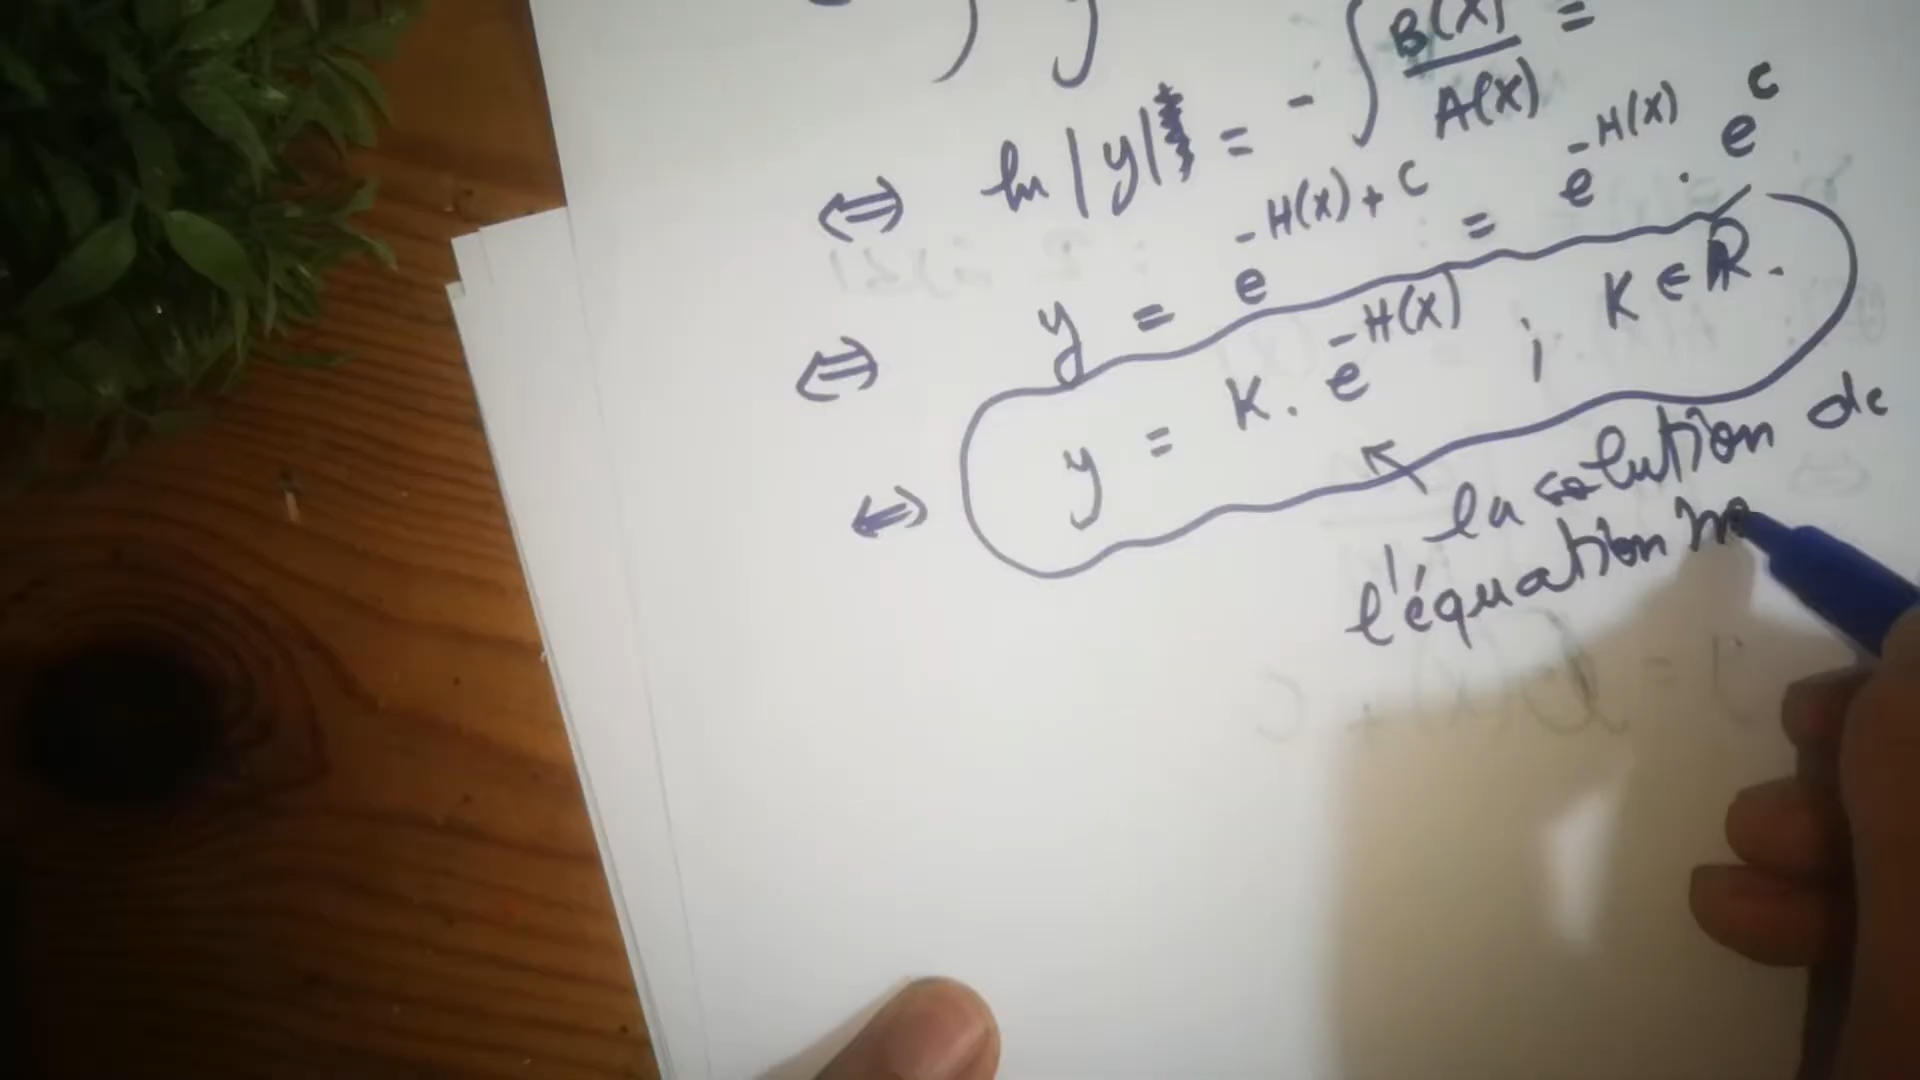 ln |y| = - ∫ B(x)/A(x) =
⇔ y = e^{-H(x)+c} = e^{-H(x)} . e^c
⇔ y = K . e^{-H(x)} ; K ∈ ℝ.
la solution de
l'équation